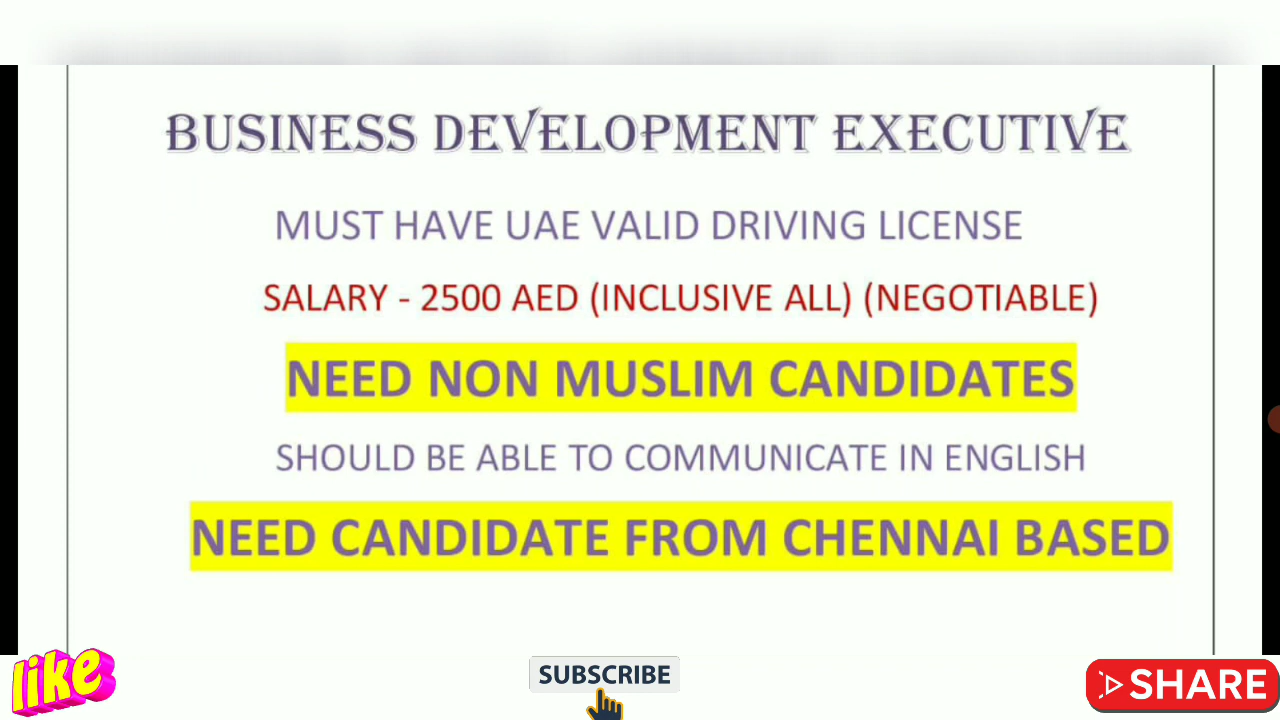 BUSINESS DEVELOPMENT EXECUTIVE
MUST HAVE UAE VALID DRIVING LICENSE
SALARY - 2500 AED (INCLUSIVE ALL) (NEGOTIABLE)
NEED NON MUSLIM CANDIDATES
SHOULD BE ABLE TO COMMUNICATE IN ENGLISH
NEED CANDIDATE FROM CHENNAI BASED
like
SUBSCRIBE
SHARE